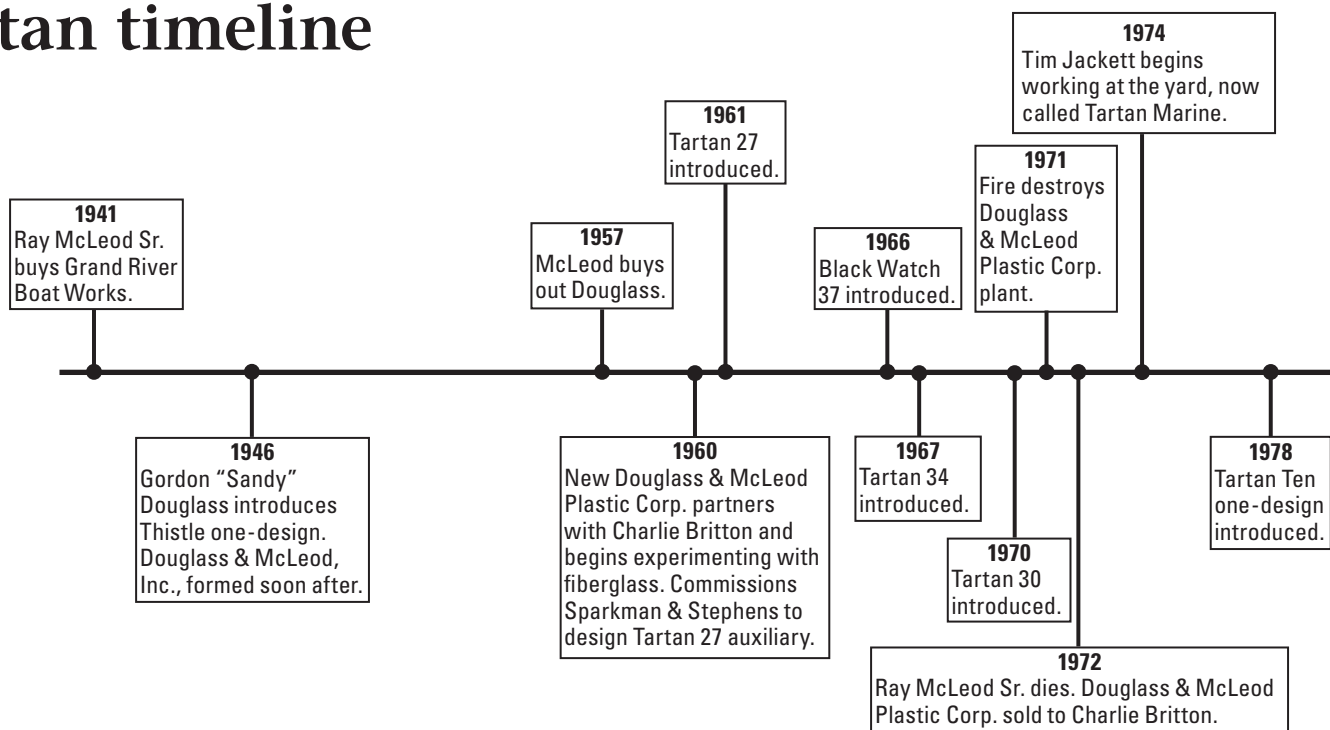 tan timeline
1974
Tim Jackett begins
working at the yard, now
called Tartan Marine.
1961
Tartan 27
introduced.
1971
Fire destroys
Douglass
& McLeod
Plastic Corp.
plant.
1941
Ray McLeod Sr.
buys Grand River
Boat Works.
1957
McLeod buys
out Douglass.
1966
Black Watch
37 introduced.
1946
Gordon “Sandy”
Douglass introduces
Thistle one-design.
Douglass & McLeod,
Inc., formed soon after.
1960
New Douglass & McLeod
Plastic Corp. partners
with Charlie Britton and
begins experimenting with
fiberglass. Commissions
Sparkman & Stephens to
design Tartan 27 auxiliary.
1967
Tartan 34
introduced.
1978
Tartan Ten
one-design
introduced.
1970
Tartan 30
introduced.
1972
Ray McLeod Sr. dies. Douglass & McLeod
Plastic Corp. sold to Charlie Britton.